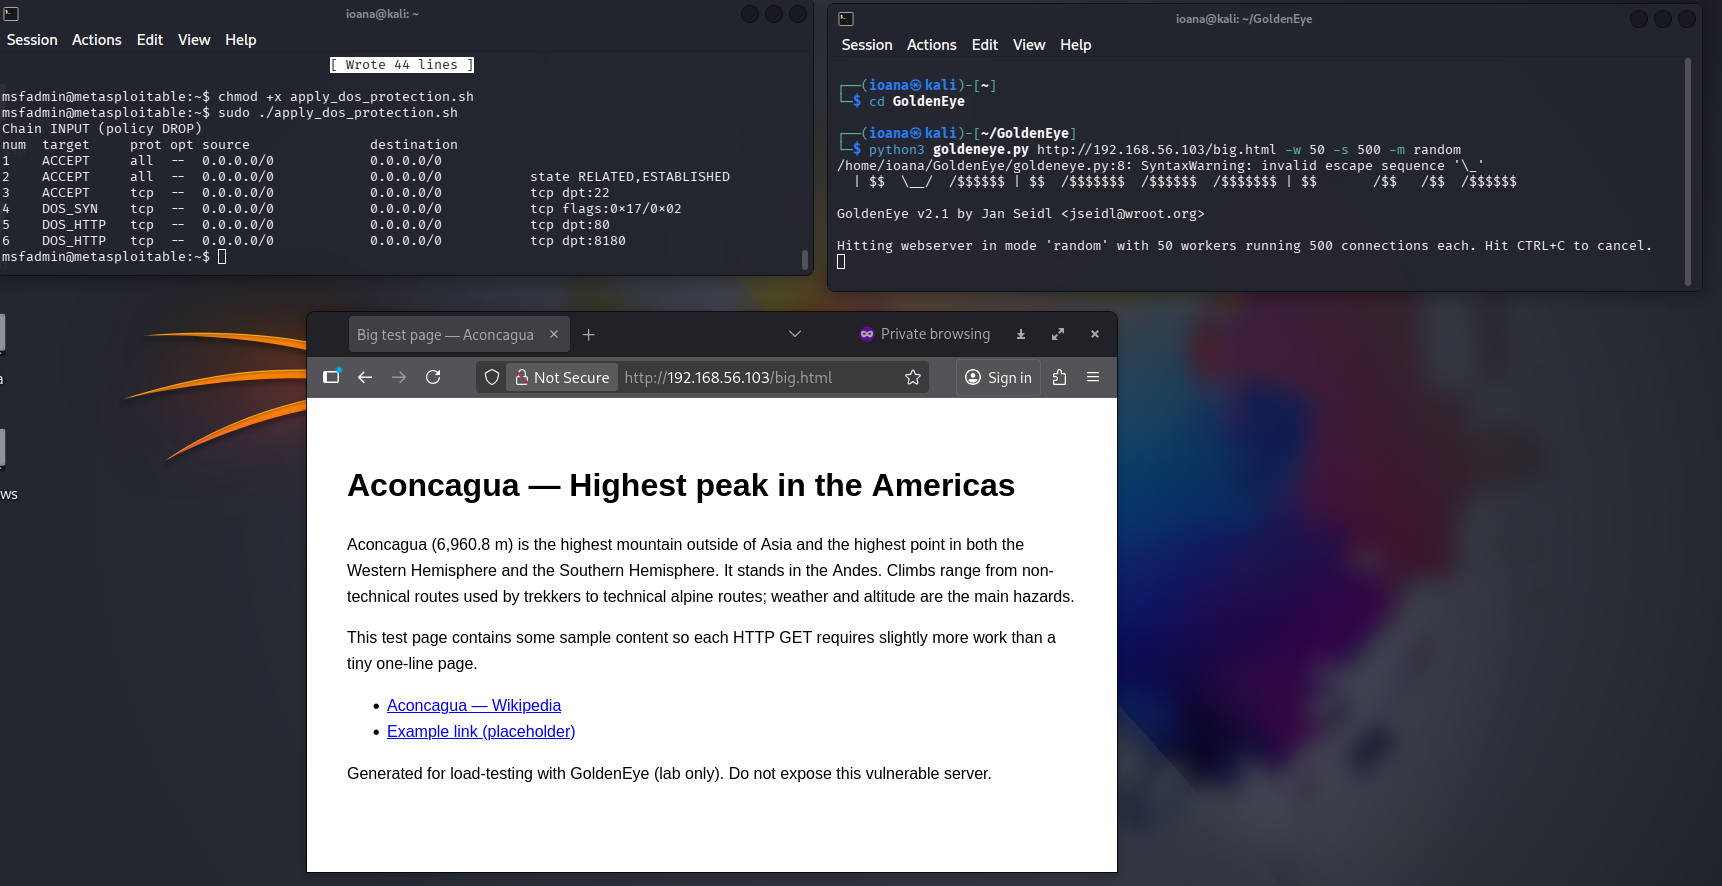 ioana@kali: ~
Session Actions Edit View Help
[ Wrote 44 lines ]
msfadmin@metasploitable:~$ chmod +x apply_dos_protection.sh
msfadmin@metasploitable:~$ sudo ./apply_dos_protection.sh
Chain INPUT (policy DROP)
num target prot opt source destination
1 ACCEPT all -- 0.0.0.0/0 0.0.0.0/0
2 ACCEPT all -- 0.0.0.0/0 0.0.0.0/0 state RELATED,ESTABLISHED
3 ACCEPT tcp -- 0.0.0.0/0 0.0.0.0/0 tcp dpt:22
4 DOS_SYN tcp -- 0.0.0.0/0 0.0.0.0/0 tcp flags:0×17/0×02
5 DOS_HTTP tcp -- 0.0.0.0/0 0.0.0.0/0 tcp dpt:80
6 DOS_HTTP tcp -- 0.0.0.0/0 0.0.0.0/0 tcp dpt:8180
msfadmin@metasploitable:~$
ioana@kali: ~/GoldenEye
Session Actions Edit View Help
┌──(ioana㉿kali)-[~]
└─$ cd GoldenEye
┌──(ioana㉿kali)-[~/GoldenEye]
└─$ python3 goldeneye.py http://192.168.56.103/big.html -w 50 -s 500 -m random
/home/ioana/GoldenEye/goldeneye.py:8: SyntaxWarning: invalid escape sequence '\_'
| $$  \__/  /$$$$$$ | $$  /$$$$$$$  /$$$$$$  /$$$$$$$ | $$       /$$   /$$  /$$$$$$
GoldenEye v2.1 by Jan Seidl <jseidl@wroot.org>
Hitting webserver in mode 'random' with 50 workers running 500 connections each. Hit CTRL+C to cancel.
a
ws
Big test page — Aconcagua
Private browsing
Not Secure http://192.168.56.103/big.html
Sign in
Aconcagua — Highest peak in the Americas
Aconcagua (6,960.8 m) is the highest mountain outside of Asia and the highest point in both the
Western Hemisphere and the Southern Hemisphere. It stands in the Andes. Climbs range from non-
technical routes used by trekkers to technical alpine routes; weather and altitude are the main hazards.
This test page contains some sample content so each HTTP GET requires slightly more work than a
tiny one-line page.
• Aconcagua — Wikipedia
• Example link (placeholder)
Generated for load-testing with GoldenEye (lab only). Do not expose this vulnerable server.